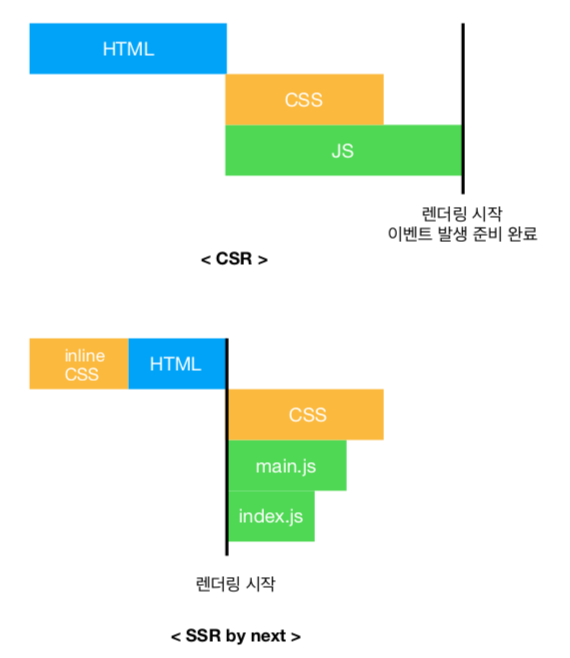 HTML
CSS
JS
렌더링 시작
이벤트 발생 준비 완료
< CSR >
inline
CSS
HTML
CSS
main.js
index.js
렌더링 시작
< SSR by next >